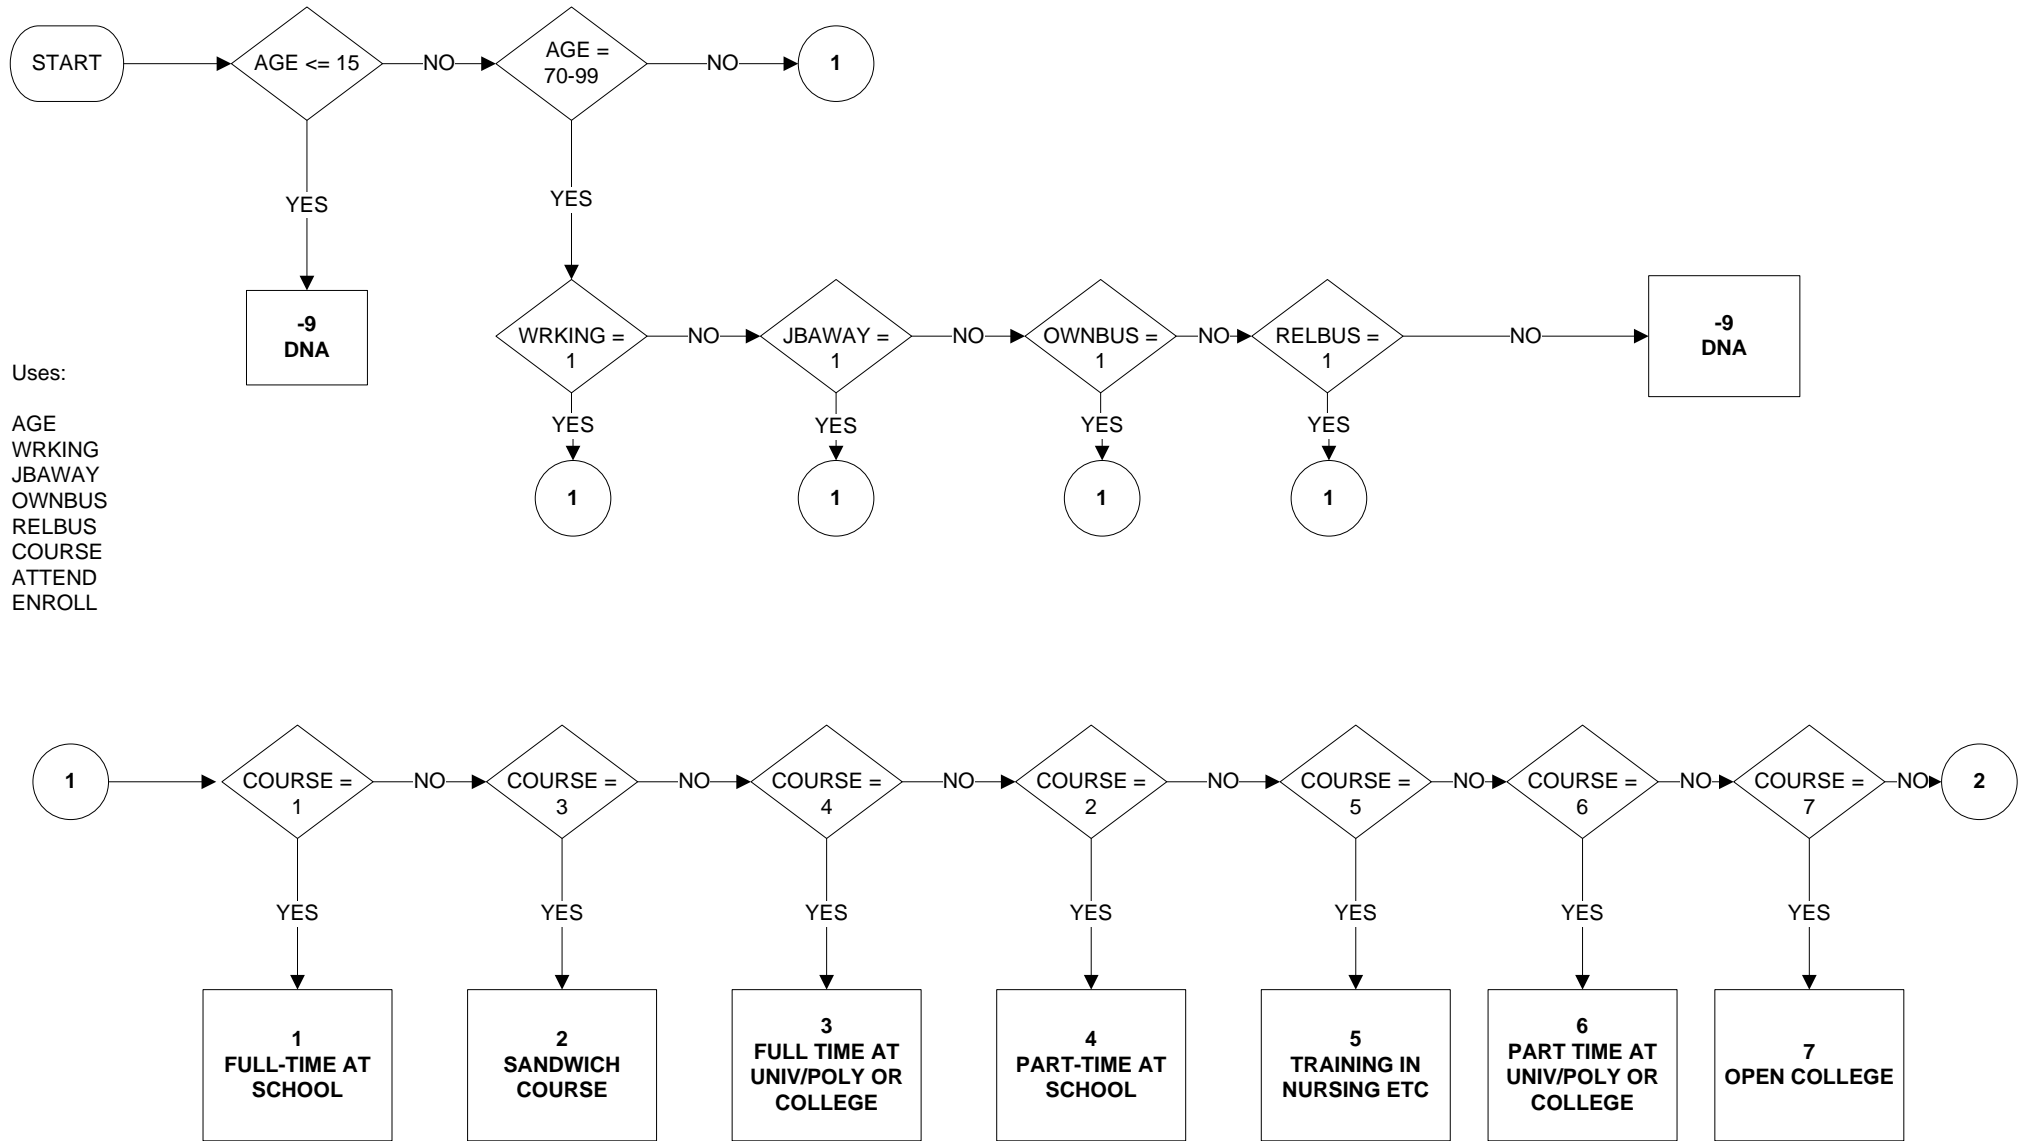 START
AGE <= 15
NO
AGE =
70-99
NO
1
YES
YES
-9
DNA
WRKING =
1
NO
JBAWAY =
1
NO
OWNBUS =
1
NO
RELBUS =
1
NO
-9
DNA
YES
YES
YES
YES
1
1
1
1
Uses:
AGE
WRKING
JBAWAY
OWNBUS
RELBUS
COURSE
ATTEND
ENROLL
1
COURSE =
1
NO
COURSE =
3
NO
COURSE =
4
NO
COURSE =
2
NO
COURSE =
5
NO
COURSE =
6
NO
COURSE =
7
NO
2
YES
YES
YES
YES
YES
YES
YES
1
FULL-TIME AT
SCHOOL
2
SANDWICH
COURSE
3
FULL TIME AT
UNIV/POLY OR
COLLEGE
4
PART-TIME AT
SCHOOL
5
TRAINING IN
NURSING ETC
6
PART TIME AT
UNIV/POLY OR
COLLEGE
7
OPEN COLLEGE